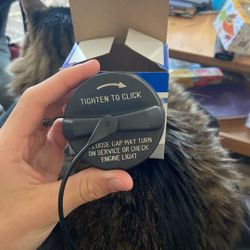 TIGHTEN TO CLICK
LOOSE CAP MAY TURN
ON SERVICE OR CHECK
ENGINE LIGHT